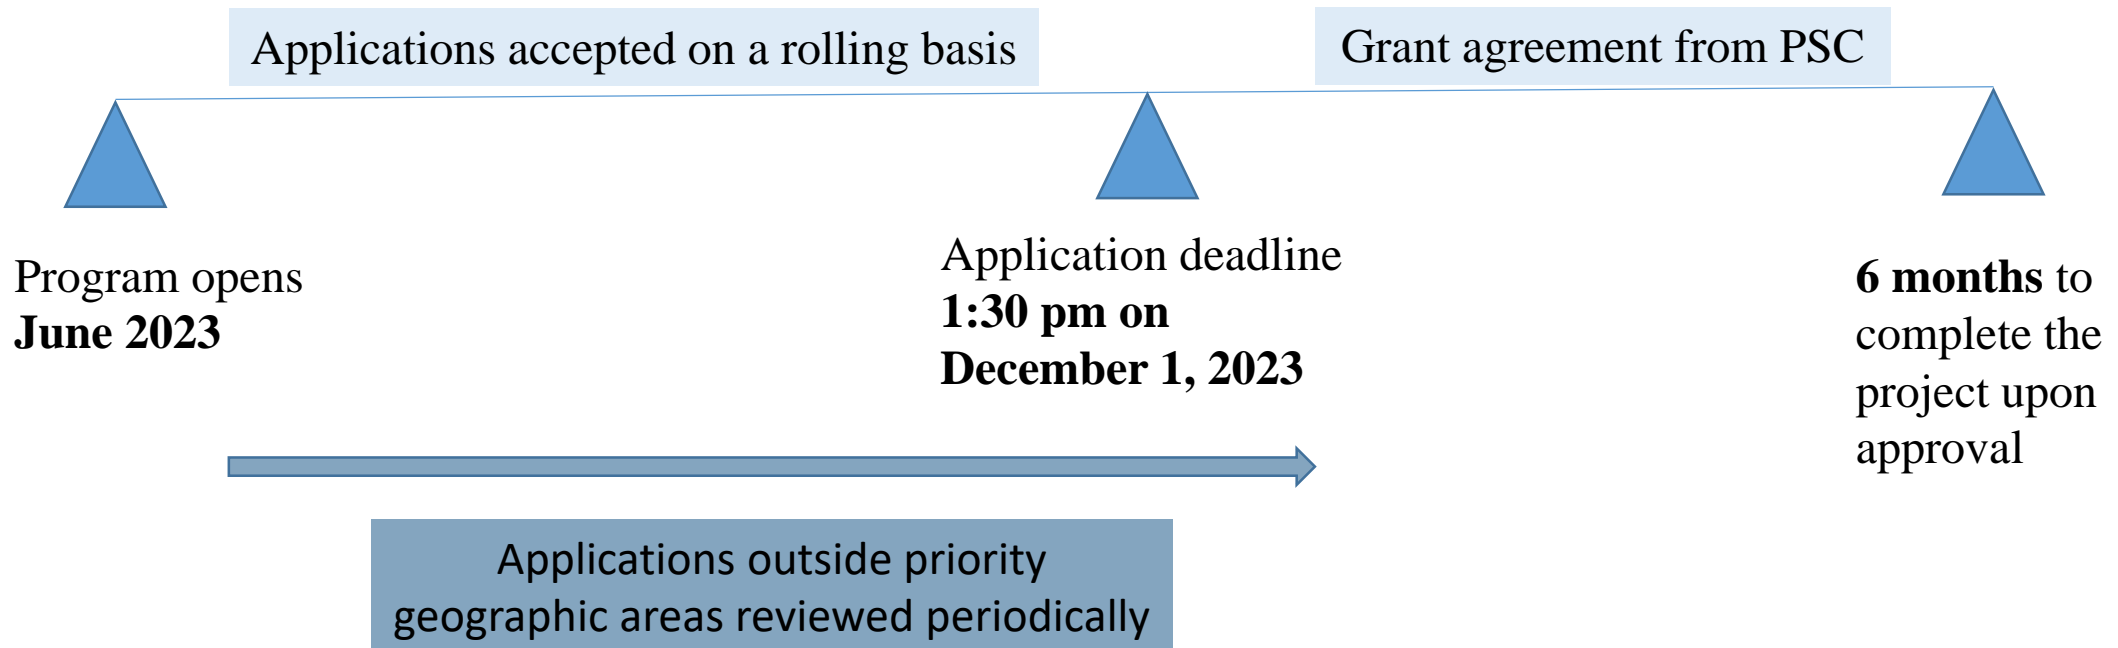 Applications accepted on a rolling basis
Grant agreement from PSC
Program opens
June 2023
Application deadline
1:30 pm on
December 1, 2023
6 months to
complete the
project upon
approval
Applications outside priority
geographic areas reviewed periodically